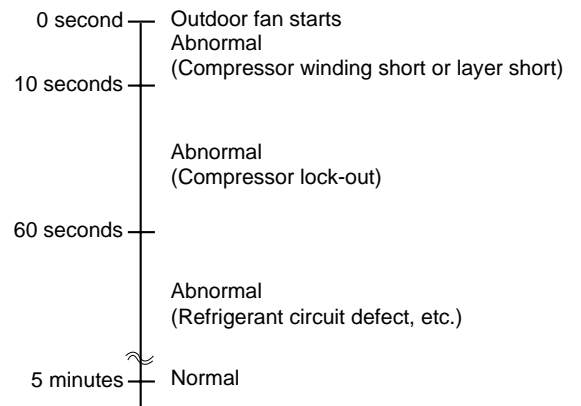 0 second
Outdoor fan starts
Abnormal
(Compressor winding short or layer short)
10 seconds
Abnormal
(Compressor lock-out)
60 seconds
Abnormal
(Refrigerant circuit defect, etc.)
5 minutes
Normal